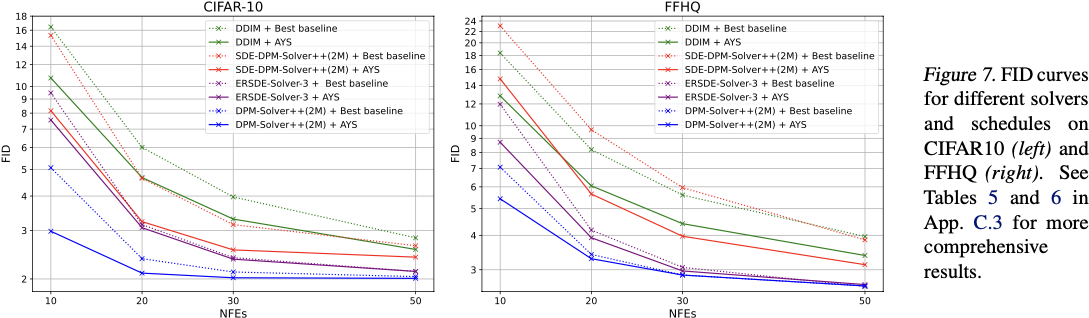 CIFAR-10
18
16
14
12
10
9
8
7
6
5
4
3
2
FID
10
20
30
50
NFEs
DDIM + Best baseline
DDIM + AYS
SDE-DPM-Solver++(2M) + Best baseline
SDE-DPM-Solver++(2M) + AYS
ERSDE-Solver-3 + Best baseline
ERSDE-Solver-3 + AYS
DPM-Solver++(2M) + Best baseline
DPM-Solver++(2M) + AYS
FFHQ
24
22
20
18
16
14
12
10
9
8
7
6
5
4
3
FID
10
20
30
50
NFEs
DDIM + Best baseline
DDIM + AYS
SDE-DPM-Solver++(2M) + Best baseline
SDE-DPM-Solver++(2M) + AYS
ERSDE-Solver-3 + Best baseline
ERSDE-Solver-3 + AYS
DPM-Solver++(2M) + Best baseline
DPM-Solver++(2M) + AYS
Figure 7. FID curves
for different solvers
and schedules on
CIFAR10 (left) and
FFHQ (right). See
Tables 5 and 6 in
App. C.3 for more
comprehensive
results.